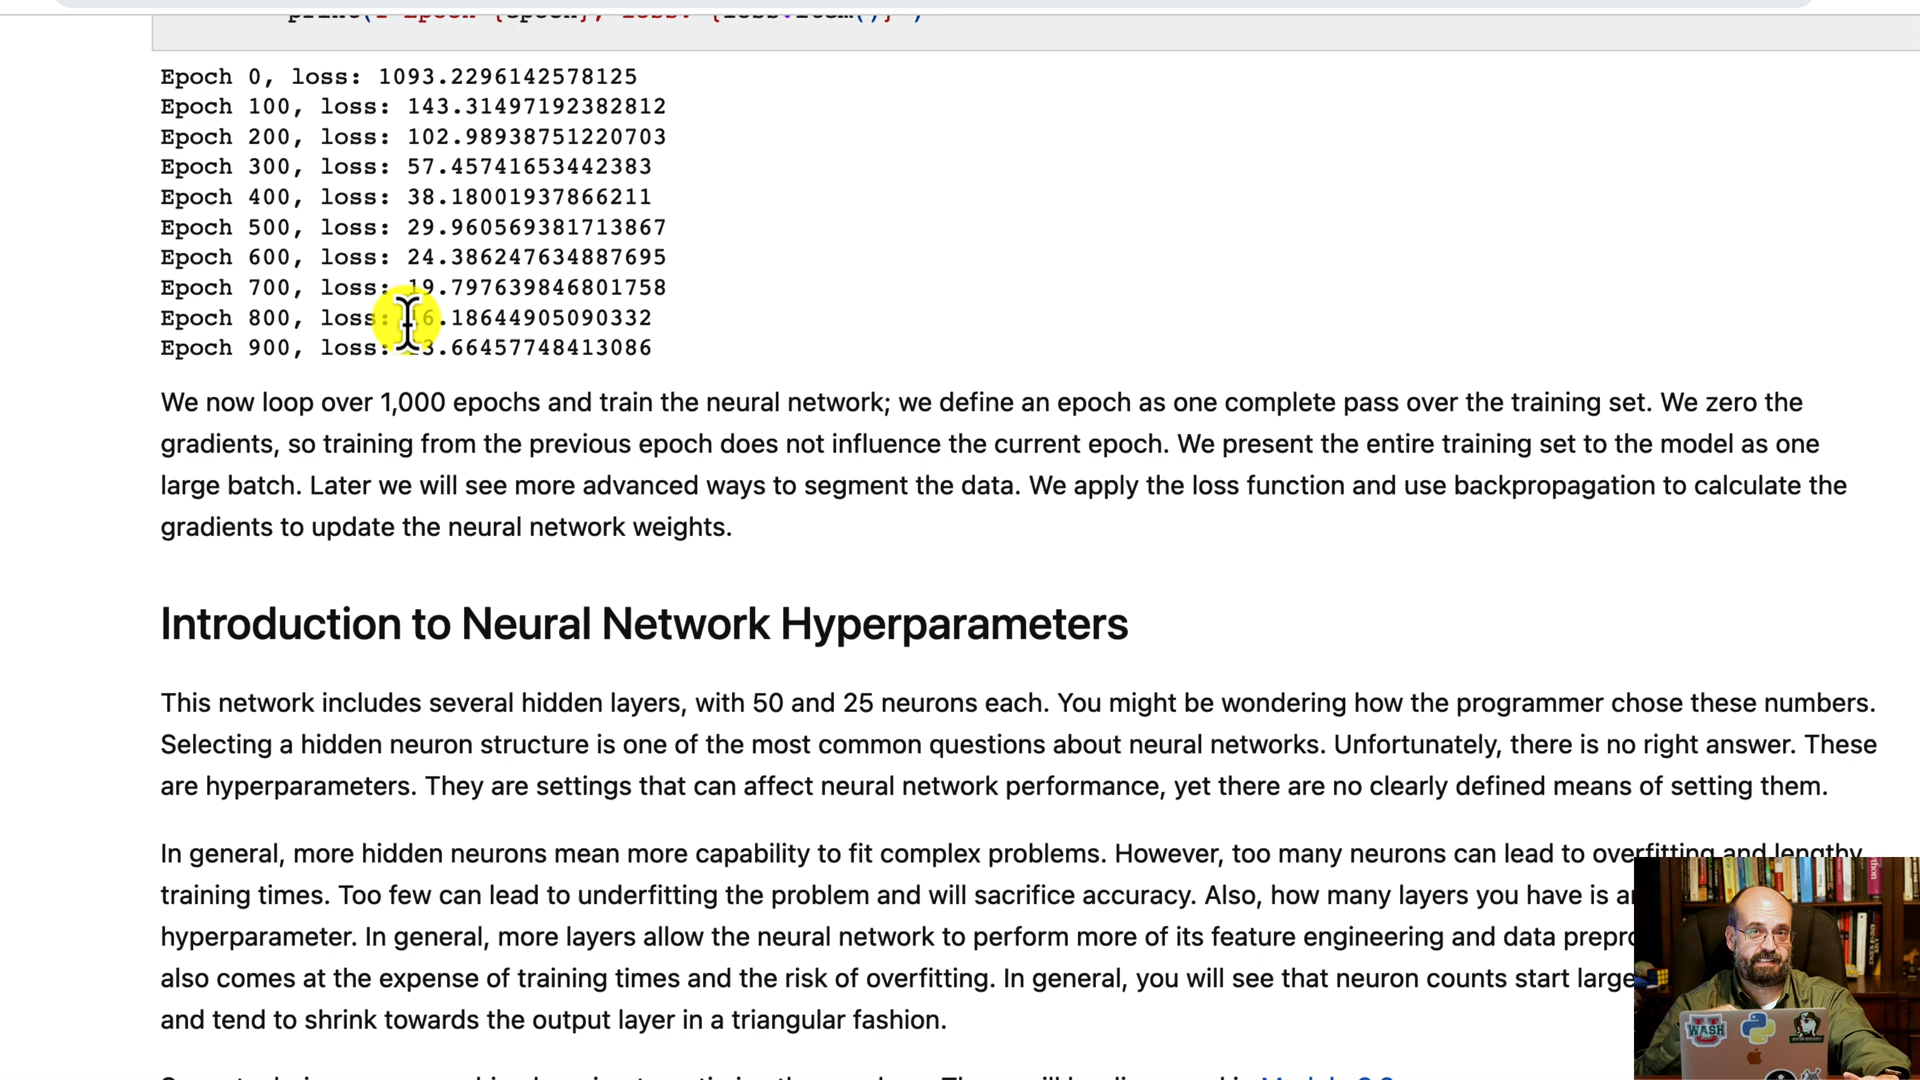 Epoch 0, loss: 1093.2296142578125
Epoch 100, loss: 143.31497192382812
Epoch 200, loss: 102.98938751220703
Epoch 300, loss: 57.45741653442383
Epoch 400, loss: 38.18001937866211
Epoch 500, loss: 29.960569381713867
Epoch 600, loss: 24.386247634887695
Epoch 700, loss: 19.797639846801758
Epoch 800, loss: 6.18644905090332
Epoch 900, loss: 3.66457748413086
We now loop over 1,000 epochs and train the neural network; we define an epoch as one complete pass over the training set. We zero the
gradients, so training from the previous epoch does not influence the current epoch. We present the entire training set to the model as one
large batch. Later we will see more advanced ways to segment the data. We apply the loss function and use backpropagation to calculate the
gradients to update the neural network weights.
Introduction to Neural Network Hyperparameters
This network includes several hidden layers, with 50 and 25 neurons each. You might be wondering how the programmer chose these numbers.
Selecting a hidden neuron structure is one of the most common questions about neural networks. Unfortunately, there is no right answer. These
are hyperparameters. They are settings that can affect neural network performance, yet there are no clearly defined means of setting them.
In general, more hidden neurons mean more capability to fit complex problems. However, too many neurons can lead to overfitting and lengthy
training times. Too few can lead to underfitting the problem and will sacrifice accuracy. Also, how many layers you have is
hyperparameter. In general, more layers allow the neural network to perform more of its feature engineering and data
also comes at the expense of training times and the risk of overfitting. In general, you will see that neuron counts start large
and tend to shrink towards the output layer in a triangular fashion.
WASH